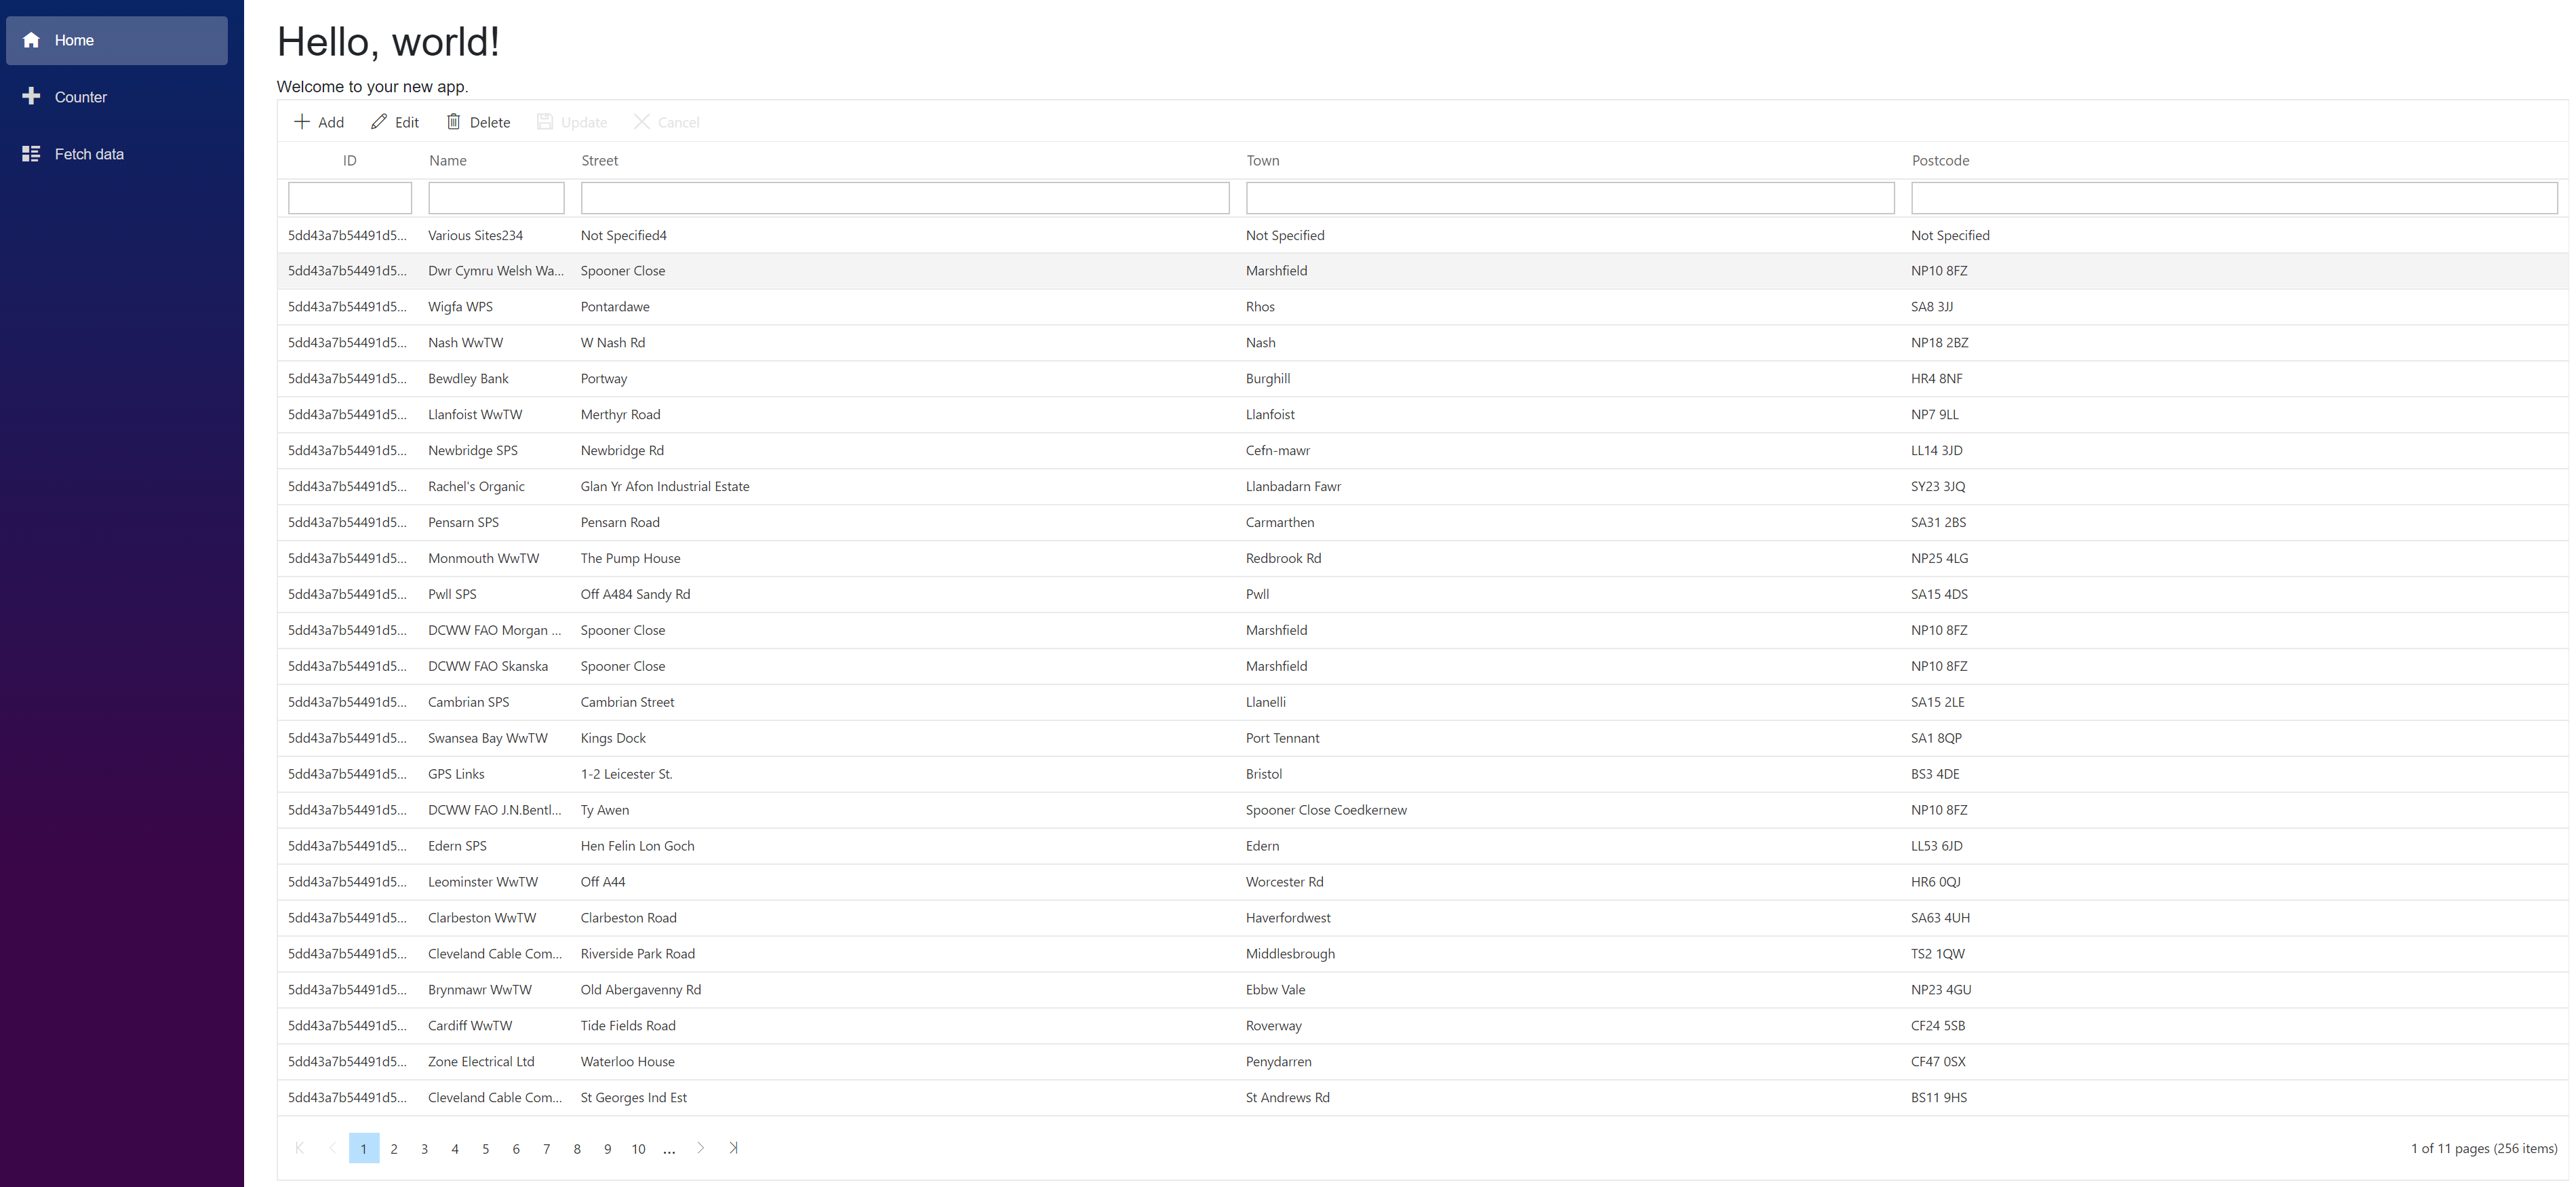 Home
Counter
Fetch data
Hello, world!
Welcome to your new app.
Add Edit Delete Update Cancel
ID Name Street Town Postcode
5dd43a7b54491d5... Various Sites234 Not Specified4 Not Specified Not Specified
5dd43a7b54491d5... Dwr Cymru Welsh Wa... Spooner Close Marshfield NP10 8FZ
5dd43a7b54491d5... Wigfa WPS Pontardawe Rhos SA8 3JJ
5dd43a7b54491d5... Nash WwTW W Nash Rd Nash NP18 2BZ
5dd43a7b54491d5... Bewdley Bank Portway Burghill HR4 8NF
5dd43a7b54491d5... Llanfoist WwTW Merthyr Road Llanfoist NP7 9LL
5dd43a7b54491d5... Newbridge SPS Newbridge Rd Cefn-mawr LL14 3JD
5dd43a7b54491d5... Rachel's Organic Glan Yr Afon Industrial Estate Llanbadarn Fawr SY23 3JQ
5dd43a7b54491d5... Pensarn SPS Pensarn Road Carmarthen SA31 2BS
5dd43a7b54491d5... Monmouth WwTW The Pump House Redbrook Rd NP25 4LG
5dd43a7b54491d5... Pwll SPS Off A484 Sandy Rd Pwll SA15 4DS
5dd43a7b54491d5... DCWW FAO Morgan ... Spooner Close Marshfield NP10 8FZ
5dd43a7b54491d5... DCWW FAO Skanska Spooner Close Marshfield NP10 8FZ
5dd43a7b54491d5... Cambrian SPS Cambrian Street Llanelli SA15 2LE
5dd43a7b54491d5... Swansea Bay WwTW Kings Dock Port Tennant SA1 8QP
5dd43a7b54491d5... GPS Links 1-2 Leicester St. Bristol BS3 4DE
5dd43a7b54491d5... DCWW FAO J.N.Bentl... Ty Awen Spooner Close Coedkernew NP10 8FZ
5dd43a7b54491d5... Edern SPS Hen Felin Lon Goch Edern LL53 6JD
5dd43a7b54491d5... Leominster WwTW Off A44 Worcester Rd HR6 0QJ
5dd43a7b54491d5... Clarbeston WwTW Clarbeston Road Haverfordwest SA63 4UH
5dd43a7b54491d5... Cleveland Cable Com... Riverside Park Road Middlesbrough TS2 1QW
5dd43a7b54491d5... Brynmawr WwTW Old Abergavenny Rd Ebbw Vale NP23 4GU
5dd43a7b54491d5... Cardiff WwTW Tide Fields Road Roverway CF24 5SB
5dd43a7b54491d5... Zone Electrical Ltd Waterloo House Penydarren CF47 0SX
5dd43a7b54491d5... Cleveland Cable Com... St Georges Ind Est St Andrews Rd BS11 9HS
1 2 3 4 5 6 7 8 9 10 ... 1 of 11 pages (256 items)